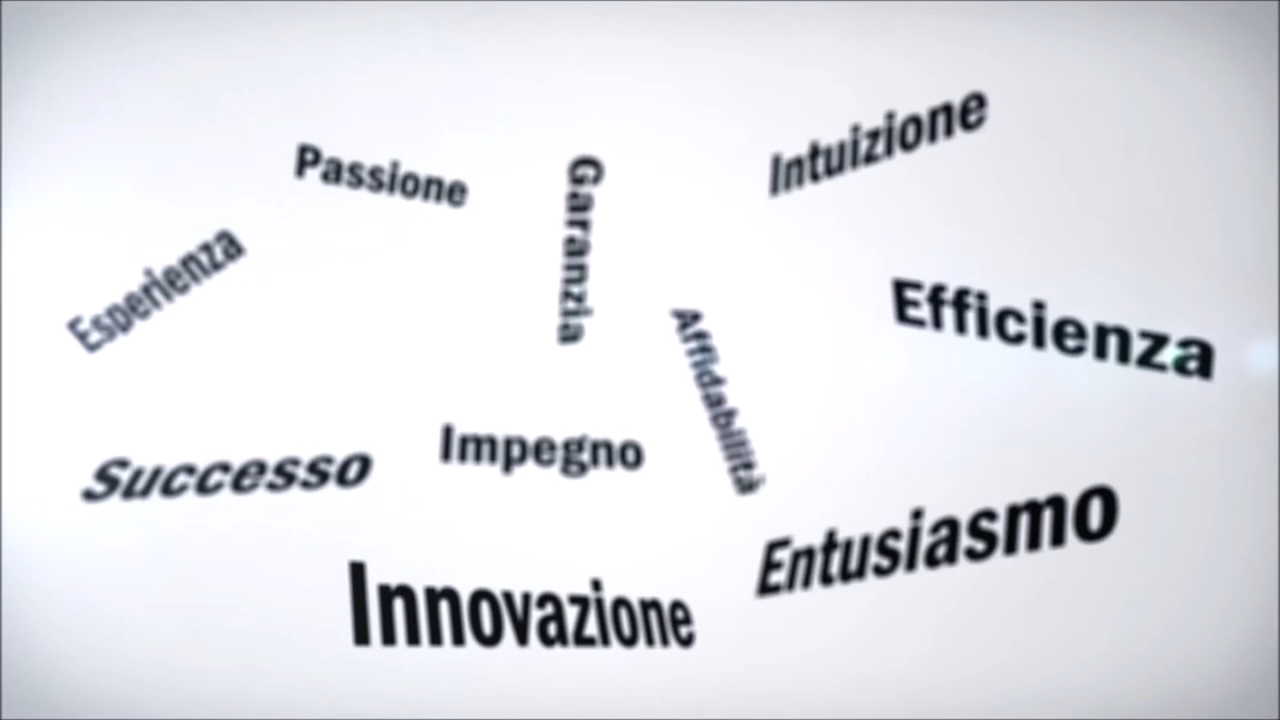 Intuizione
Passione
Garanzia
Esperienza
Efficienza
Affidabilità
Impegno
Successo
Entusiasmo
Innovazione